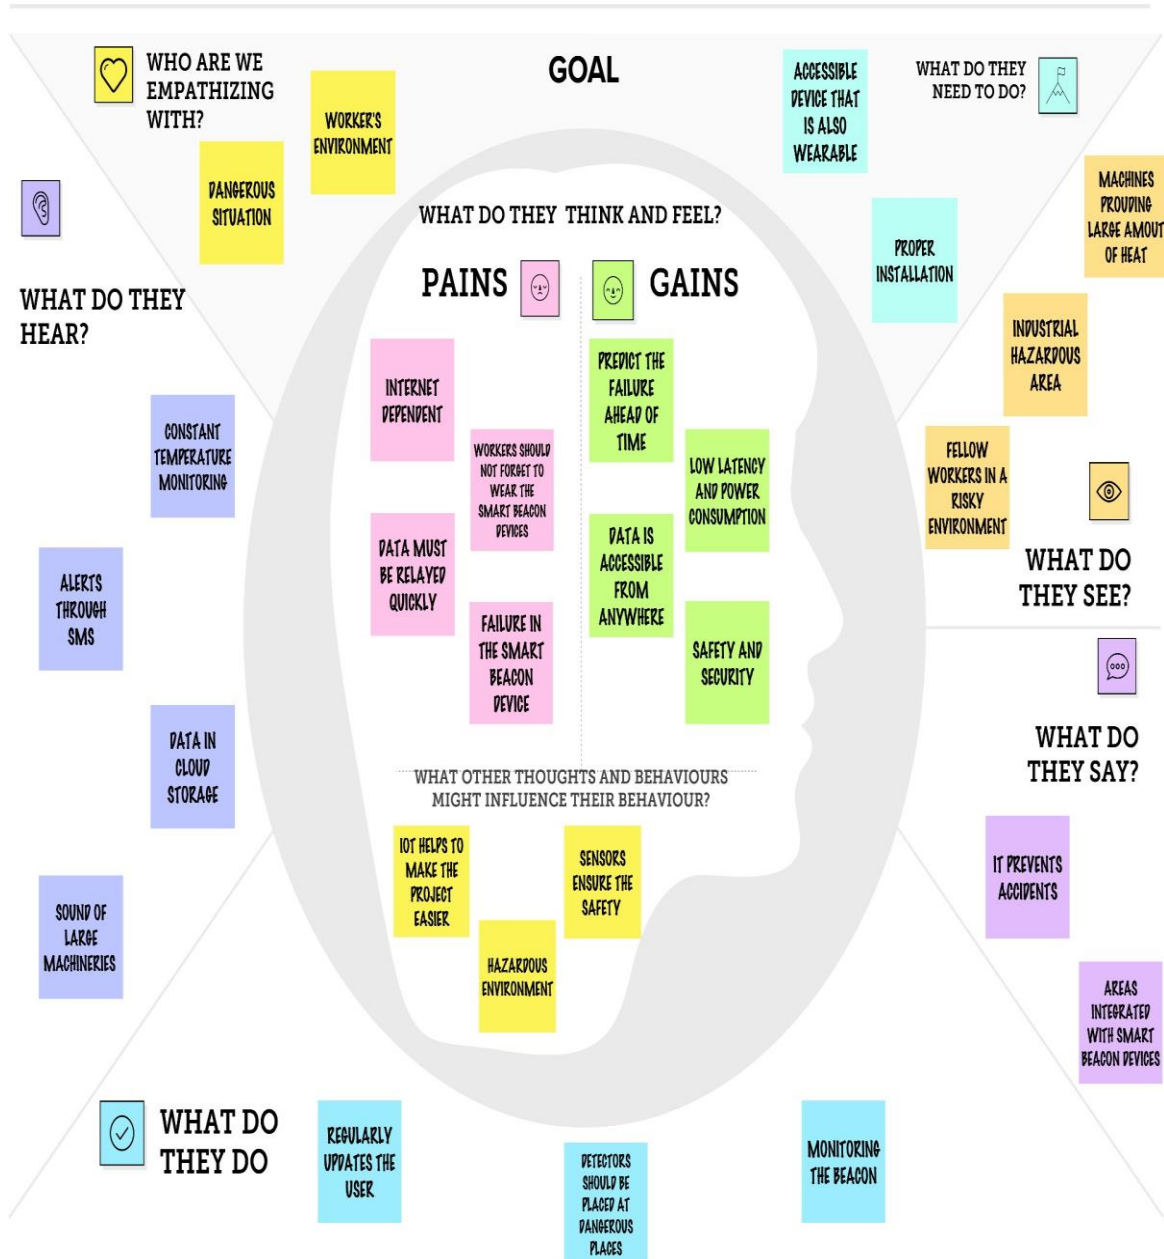 GOAL
WHO ARE WE
EMPATHIZING
WITH?
WORKER'S
ENVIRONMENT
DANGEROUS
SITUATION
WHAT DO THEY
NEED TO DO?
ACCESSIBLE
DEVICE THAT
IS ALSO
WEARABLE
PROPER
INSTALLATION
WHAT DO THEY
HEAR?
CONSTANT
TEMPERATURE
MONITORING
ALERTS
THROUGH
SMS
DATA IN
CLOUD
STORAGE
SOUND OF
LARGE
MACHINERIES
WHAT DO THEY THINK AND FEEL?
PAINS
INTERNET
DEPENDENT
WORKERS SHOULD
NOT FORGET TO
WEAR THE
SMART BEACON
DEVICES
DATA MUST
BE RELAYED
QUICKLY
FAILURE IN
THE SMART
BEACON
DEVICE
GAINS
PREDICT THE
FAILURE
AHEAD OF
TIME
LOW LATENCY
AND POWER
CONSUMPTION
DATA IS
ACCESSIBLE
FROM
ANYWHERE
SAFETY AND
SECURITY
WHAT OTHER THOUGHTS AND BEHAVIOURS
MIGHT INFLUENCE THEIR BEHAVIOUR?
IOT HELPS TO
MAKE THE
PROJECT
EASIER
SENSORS
ENSURE THE
SAFETY
HAZARDOUS
ENVIRONMENT
MACHINES
PROUDING
LARGE AMOUT
OF HEAT
INDUSTRIAL
HAZARDOUS
AREA
FELLOW
WORKERS IN A
RISKY
ENVIRONMENT
WHAT DO
THEY SEE?
WHAT DO
THEY SAY?
IT PREVENTS
ACCIDENTS
AREAS
INTEGRATED
WITH SMART
BEACON DEVICES
WHAT DO
THEY DO
REGULARLY
UPDATES THE
USER
DETECTORS
SHOULD BE
PLACED AT
DANGEROUS
PLACES
MONITORING
THE BEACON